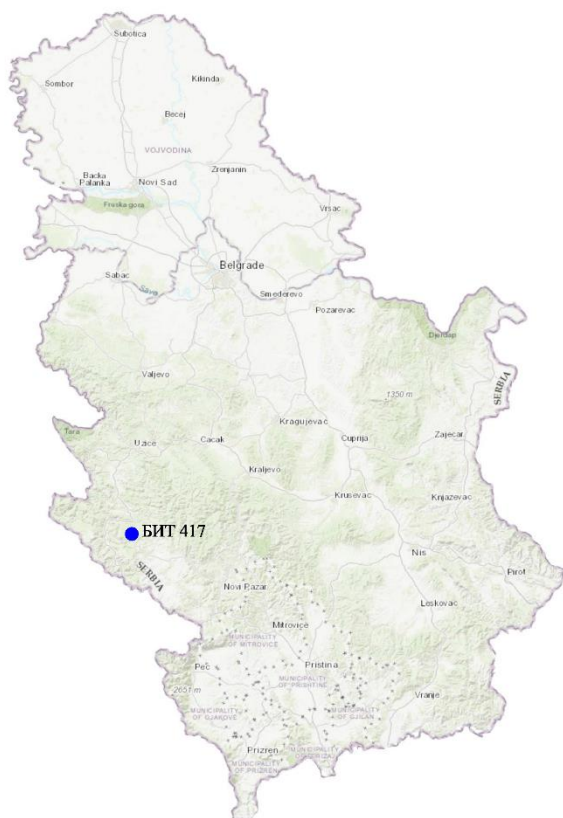 Subotica
Sombor
Kikinda
Becej
VOJVODINA
Backa
Palanka
Novi Sad
Zrenjanin
Fruska gora
Vrsac
Belgrade
Sabac
Sava
Smederevo
Pozarevac
Djerdap
SERBIA
Valjevo
1350 m
Tara
Uzice
Cacak
Kragujevac
Cuprija
Zajecar
Kraljevo
Krusevac
Knjazevac
БИТ 417
Nis
Pirot
SERBIA
Novi Pazar
Leskovac
Mitrovice
MUNICIPALITY
OF MITROVICE
Pec
Pristina
2651 m
MUNICIPALITY
OF PRISHTINE
Vranje
MUNICIPALITY
OF GJAKOVE
MUNICIPALITY
OF GJILAN
Prizren
MUNICIPALITY
OF PRIZREN
MUNICIPALITY